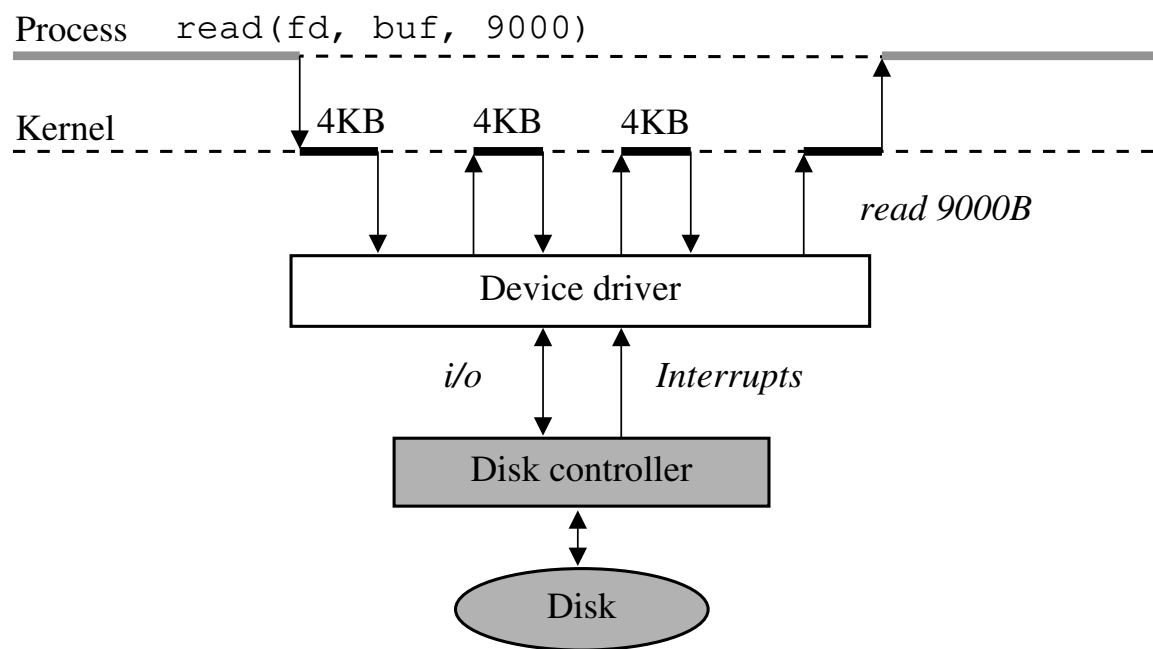 Process read(fd, buf, 9000)
Kernel
4KB 4KB 4KB
read 9000B
Device driver
i/o Interrupts
Disk controller
Disk